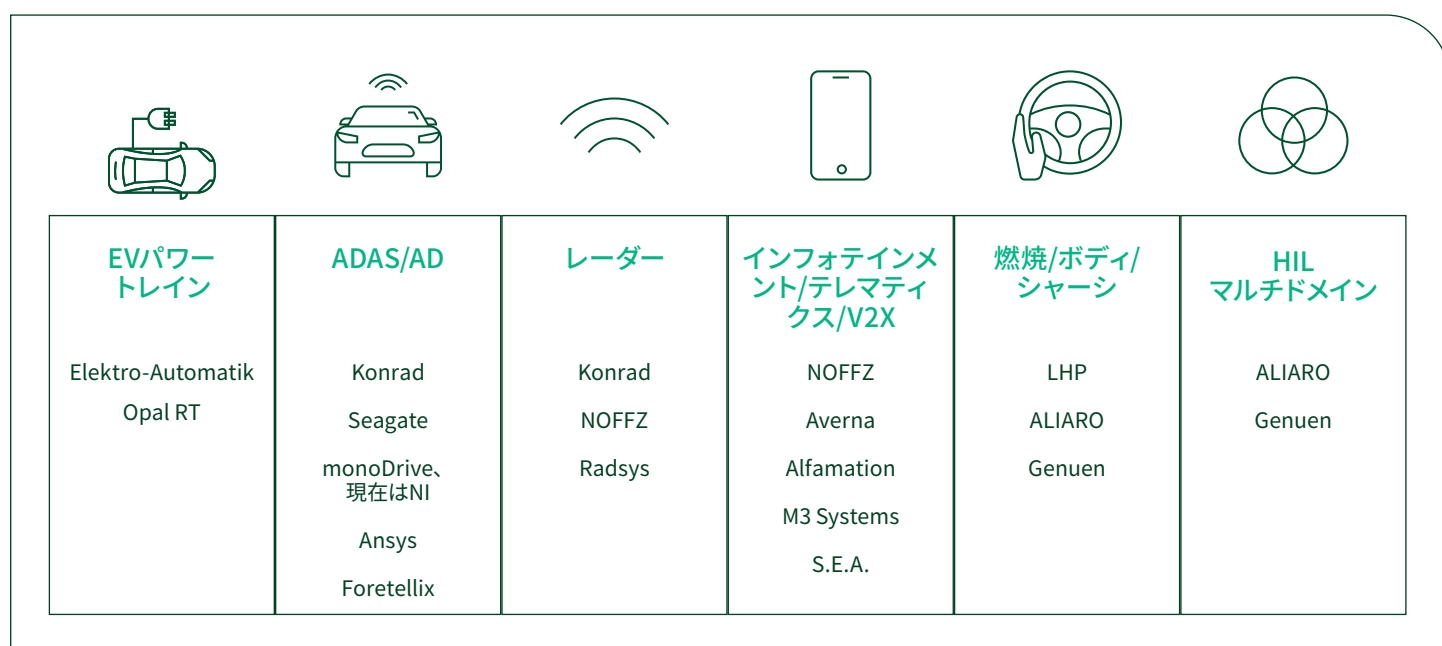 EVパワー
トレイン
Elektro-Automatik
Opal RT
ADAS/AD
Konrad
Seagate
monoDrive、
現在はNI
Ansys
Foretellix
レーダー
Konrad
NOFFZ
Radsys
インフォテインメ
ント/テレマティ
クス/V2X
NOFFZ
Averna
Alfamation
M3 Systems
S.E.A.
燃焼/ボディ/
シャーシ
LHP
ALIARO
Genuen
HIL
マルチドメイン
ALIARO
Genuen